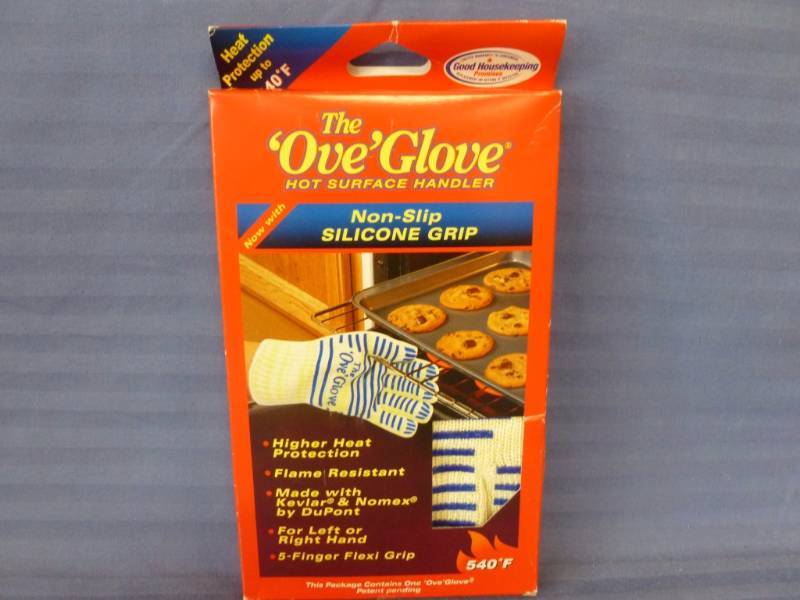 Heat
Protection
up to
40°F
Good Housekeeping
Promises
The
'Ove'Glove®
HOT SURFACE HANDLER
Now with
Non-Slip
SILICONE GRIP
The
'Ove'Glove
• Higher Heat
Protection
• Flame Resistant
• Made with
Kevlar® & Nomex®
by DuPont
• For Left or
Right Hand
• 5-Finger Flexi Grip
540°F
This Package Contains One 'Ove'Glove®
Patent pending